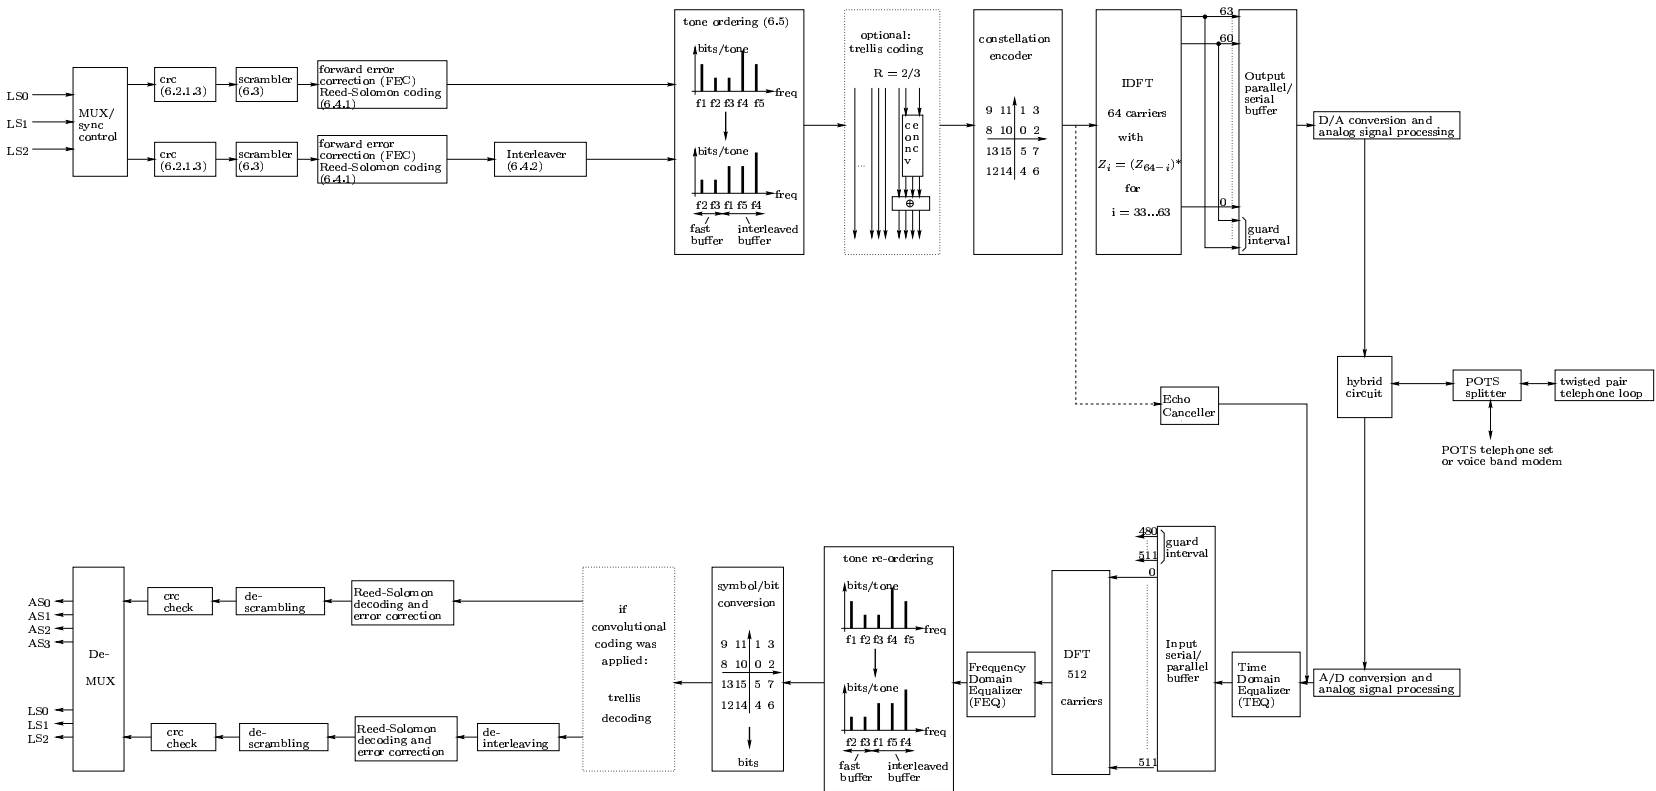 LS0
LS1
LS2
MUX/
sync
control
crc
(6.2.1.3)
scrambler
(6.3)
forward error
correction (FEC)
Reed-Solomon coding
(6.4.1)
crc
(6.2.1.3)
scrambler
(6.3)
forward error
correction (FEC)
Reed-Solomon coding
(6.4.1)
Interleaver
(6.4.2)
tone ordering (6.5)
bits/tone
freq
f1 f2 f3 f4 f5
bits/tone
freq
f2 f3 f1 f5 f4
fast
buffer
interleaved
buffer
optional:
trellis coding
R = 2/3
...
c e
o n
n c
v
⊕
constellation
encoder
9 11 1 3
8 10 0 2
13 15 5 7
12 14 4 6
IDFT
64 carriers
with
Z_i = (Z_{64−i})*
for
i = 33...63
63
60
0
Output
parallel/
serial
buffer
guard
interval
D/A conversion and
analog signal processing
hybrid
circuit
POTS
splitter
twisted pair
telephone loop
POTS telephone set
or voice band modem
Echo
Canceller
A/D conversion and
analog signal processing
Time
Domain
Equalizer
(TEQ)
480
511
0
511
guard
interval
Input
serial/
parallel
buffer
DFT
512
carriers
Frequency
Domain
Equalizer
(FEQ)
tone re-ordering
bits/tone
freq
f1 f2 f3 f4 f5
bits/tone
freq
f2 f3 f1 f5 f4
fast
buffer
interleaved
buffer
symbol/bit
conversion
9 11 1 3
8 10 0 2
13 15 5 7
12 14 4 6
bits
if
convolutional
coding was
applied:
trellis
decoding
Reed-Solomon
decoding and
error correction
de-
scrambling
crc
check
de-
interleaving
Reed-Solomon
decoding and
error correction
de-
scrambling
crc
check
De-
MUX
AS0
AS1
AS2
AS3
LS0
LS1
LS2